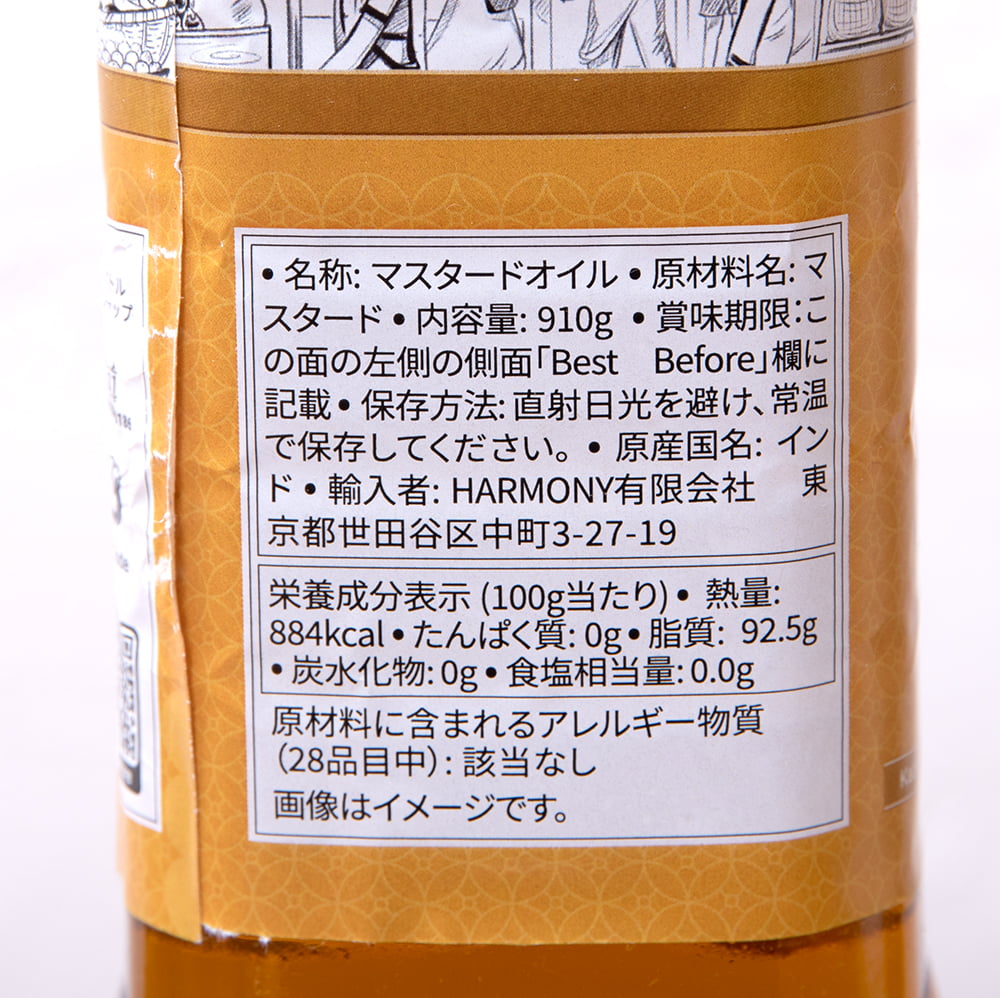 • 名称: マスタードオイル • 原材料名: マ
スタード • 内容量: 910g • 賞味期限: こ
の面の左側の側面「Best Before」欄に
記載 • 保存方法: 直射日光を避け、常温
で保存してください。 • 原産国名: イン
ド • 輸入者: HARMONY有限会社 東
京都世田谷区中町3-27-19
栄養成分表示 (100g当たり) • 熱量:
884kcal • たんぱく質: 0g • 脂質: 92.5g
• 炭水化物: 0g • 食塩相当量: 0.0g
原材料に含まれるアレルギー物質
（28品目中）: 該当なし
画像はイメージです。